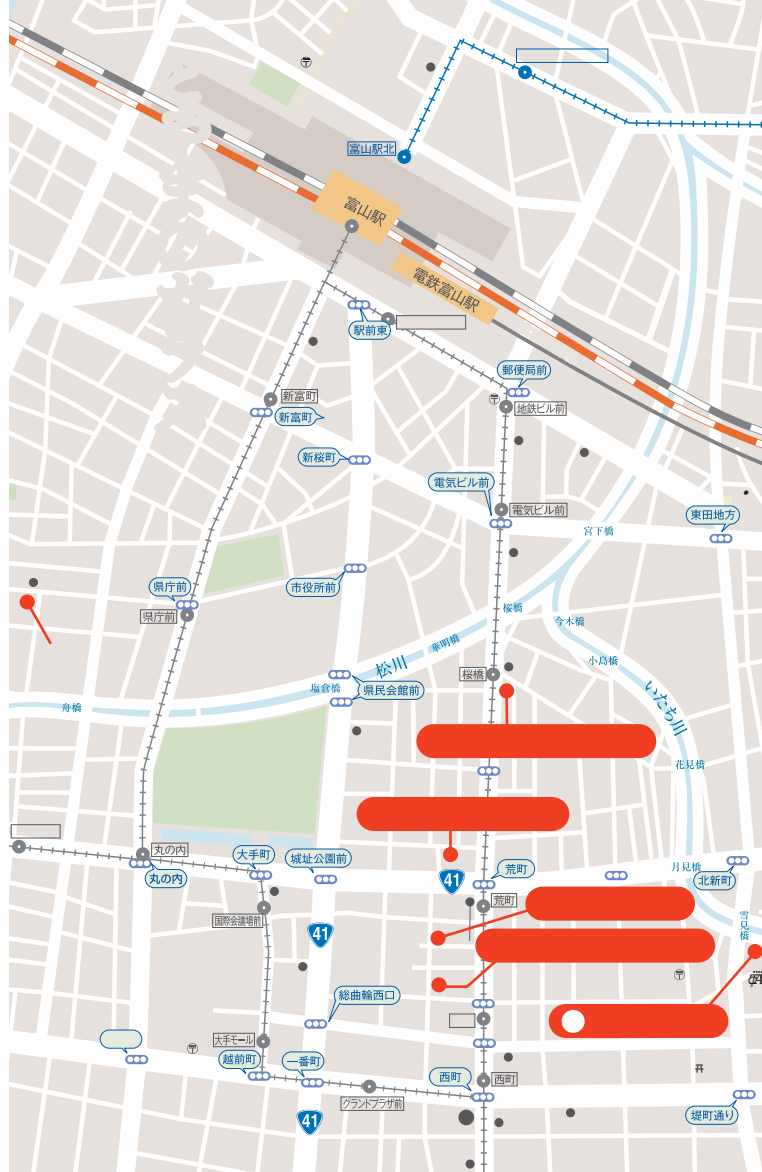 富山駅北
富山駅
電鉄富山駅
駅前東
郵便局前
新富町
地鉄ビル前
新富町
新桜町
電気ビル前
電気ビル前
東田地方
宮下橋
市役所前
県庁前
県庁前
桜橋
今木橋
華明橋
小島橋
松川
桜橋
塩倉橋
県民会館前
いたち川
舟橋
花見橋
丸の内
大手町
城址公園前
荒町
月見橋
丸の内
41
北新町
荒町
国際会議場前
雪見橋
41
総曲輪西口
大手モール
越前町
一番町
西町
西町
グランドプラザ前
41
堤町通り